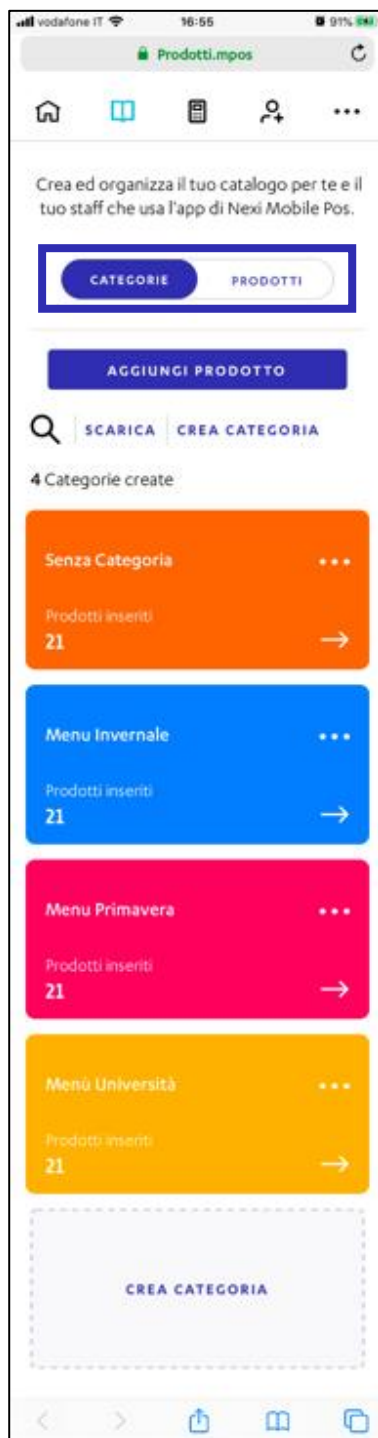 vodafone IT 16:55 91%
Prodotti.mpos
Crea ed organizza il tuo catalogo per te e il
tuo staff che usa l'app di Nexi Mobile Pos.
CATEGORIE PRODOTTI
AGGIUNGI PRODOTTO
SCARICA CREA CATEGORIA
4 Categorie create
Senza Categoria
Prodotti inseriti
21
Menu Invernale
Prodotti inseriti
21
Menu Primavera
Prodotti inseriti
21
Menù Università
Prodotti inseriti
21
CREA CATEGORIA